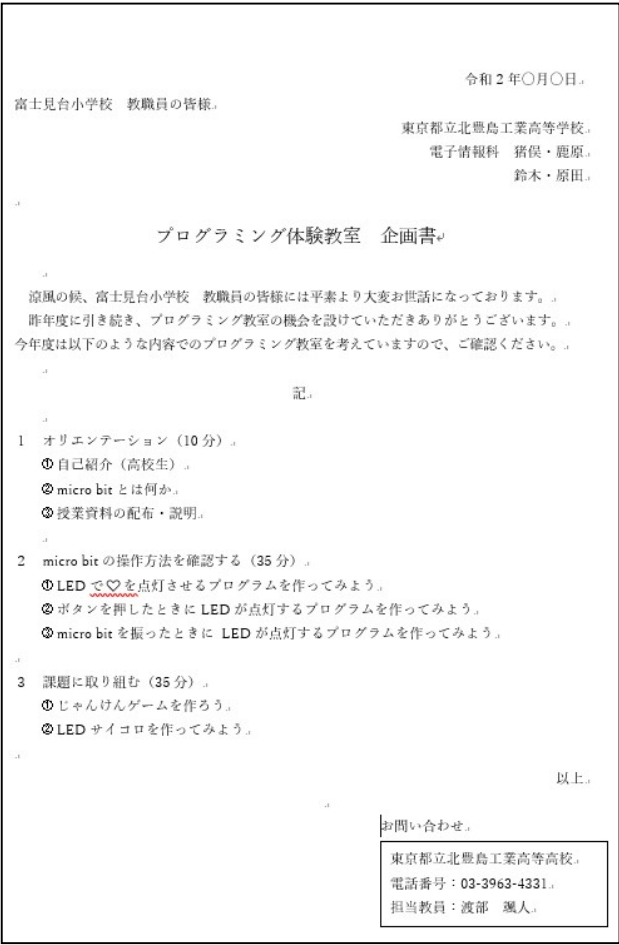 令和２年〇月〇日
富士見台小学校　教職員の皆様
東京都立北豊島工業高等学校
電子情報科　猪俣・鹿原
鈴木・原田
プログラミング体験教室　企画書
涼風の候、富士見台小学校　教職員の皆様には平素より大変お世話になっております。
昨年度に引き続き、プログラミング教室の機会を設けていただきありがとうございます。
今年度は以下のような内容でのプログラミング教室を考えていますので、ご確認ください。
記
1　オリエンテーション（10分）
①自己紹介（高校生）
②micro bitとは何か
③授業資料の配布・説明
2　micro bitの操作方法を確認する（35分）
①LEDで♡を点灯させるプログラムを作ってみよう
②ボタンを押したときにLEDが点灯するプログラムを作ってみよう
③micro bitを振ったときに LEDが点灯するプログラムを作ってみよう
3　課題に取り組む（35分）
①じゃんけんゲームを作ろう
②LEDサイコロを作ってみよう
以上
お問い合わせ
東京都立北豊島工業高等高校
電話番号：03-3963-4331
担当教員：渡部　颯人